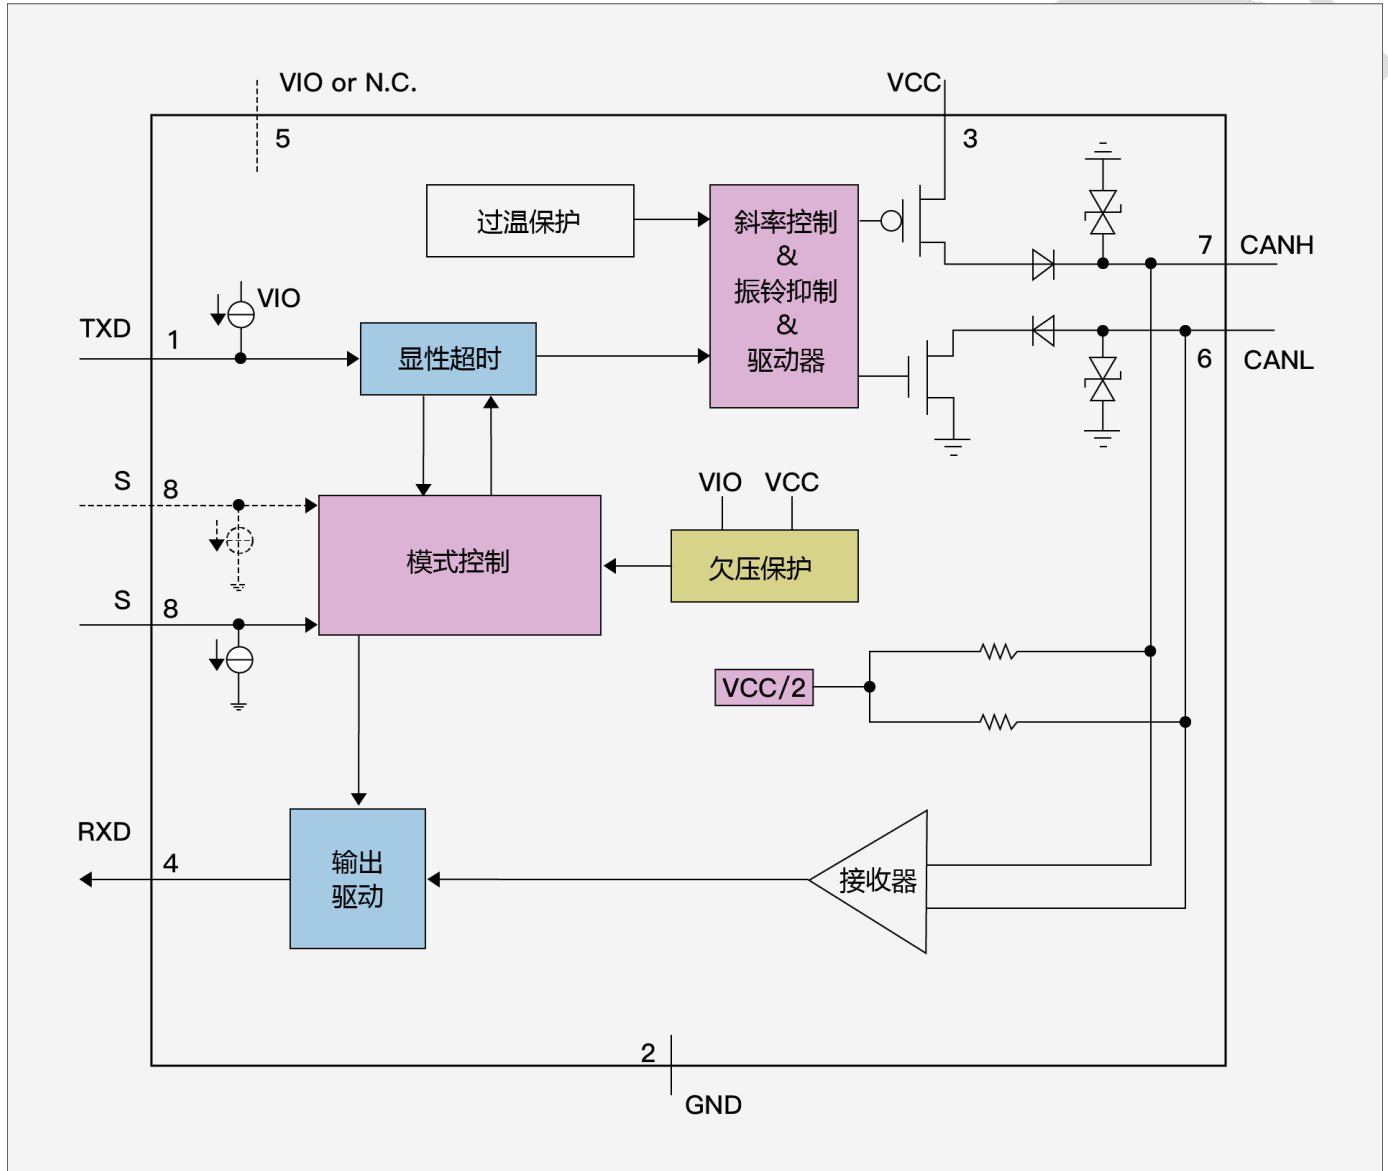 VIO or N.C.
VCC
5
3
过温保护
斜率控制
&
振铃抑制
&
驱动器
7
CANH
VIO
TXD
1
显性超时
6
CANL
S
8
VIO
VCC
模式控制
欠压保护
S
8
VCC/2
RXD
4
输出
驱动
接收器
2
GND